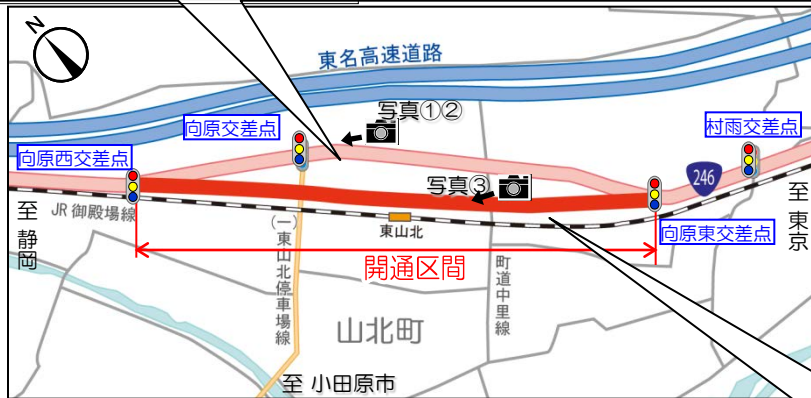 N
東名高速道路
写真①②
向原交差点
村雨交差点
向原西交差点
246
写真③
至 静岡
JR 御殿場線
至 東京
東山北
向原東交差点
(一)東山北停車場線
開通区間
町道中里線
山北町
至 小田原市